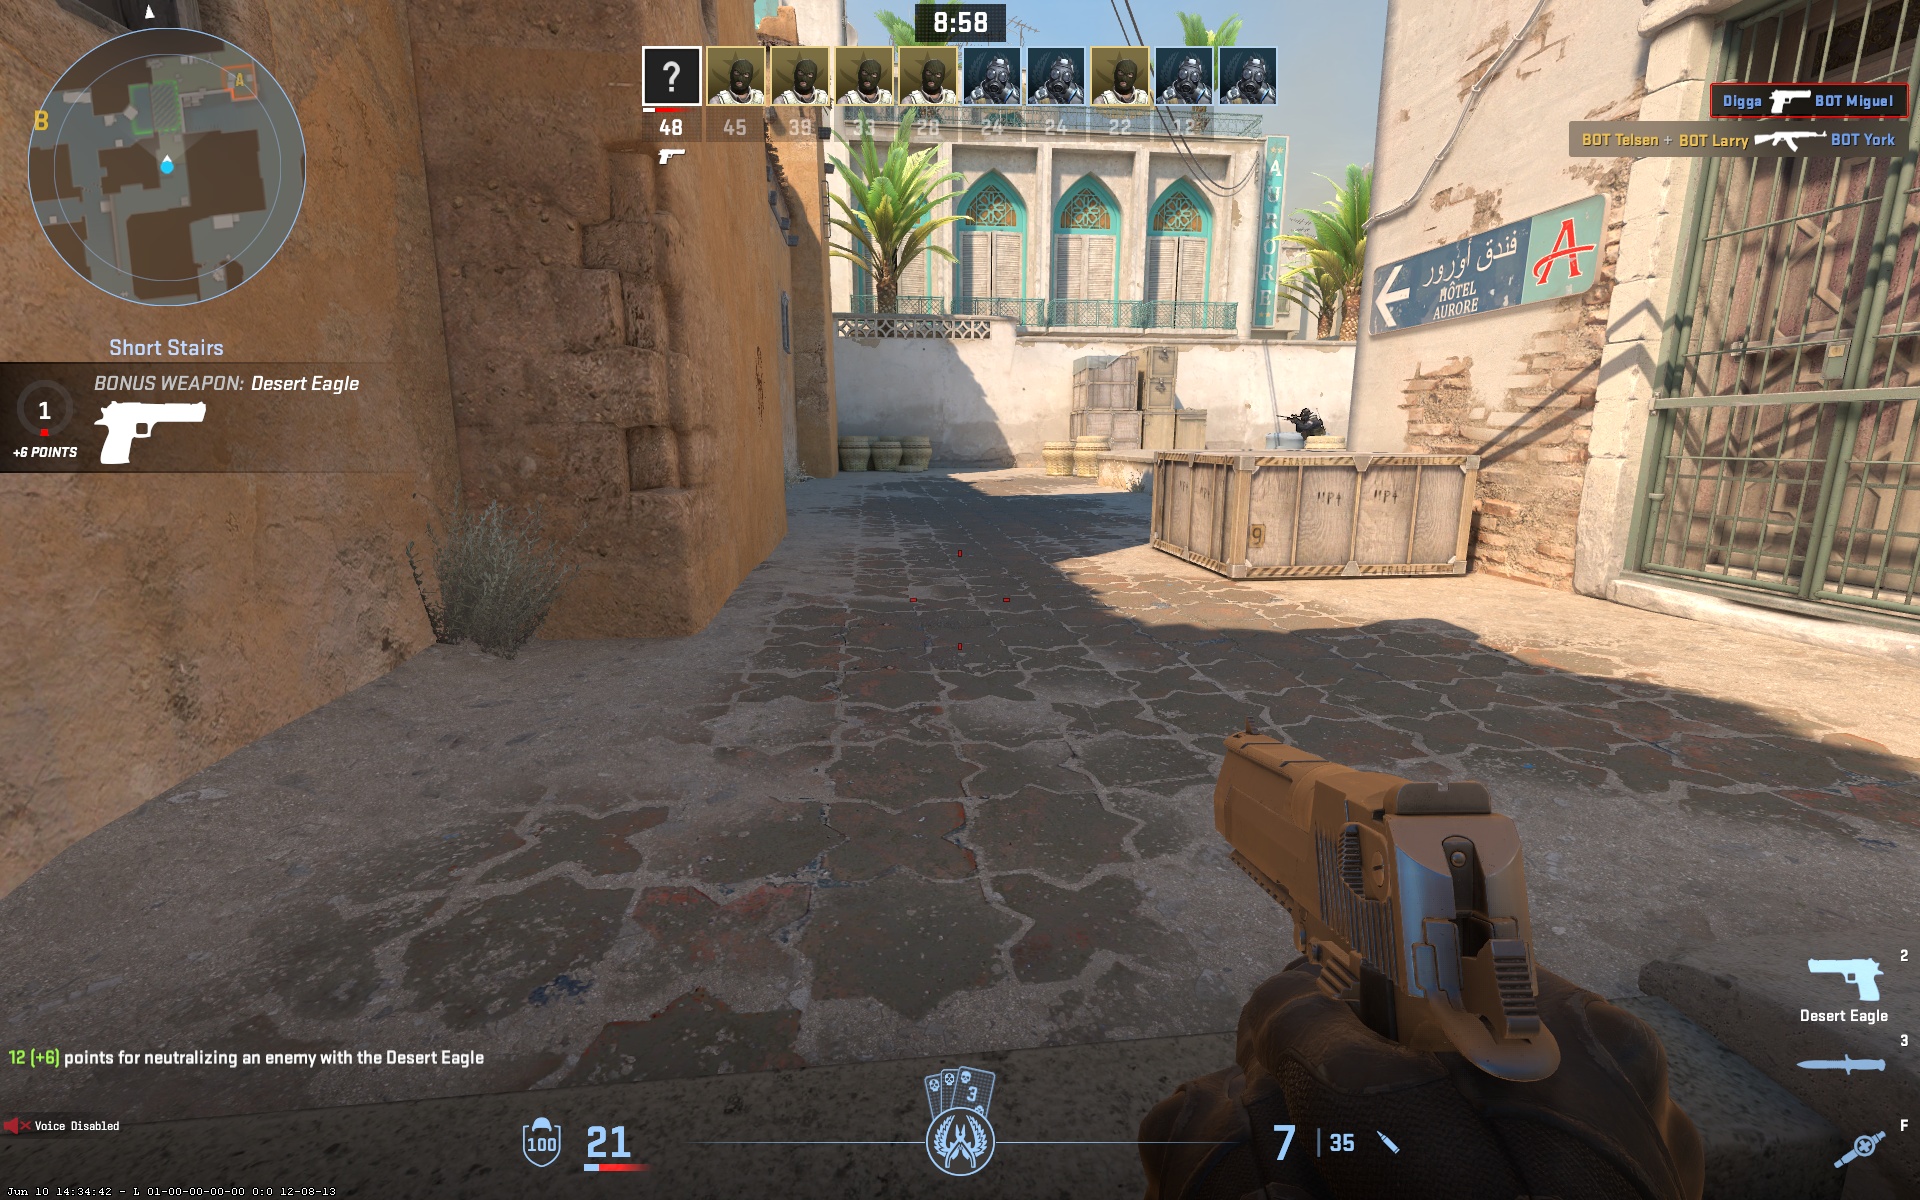 8:58
A
B
?
48
45
39
33
28
24
24
22
12
Digga BOT Miguel
BOT Telsen + BOT Larry BOT York
Short Stairs
BONUS WEAPON: Desert Eagle
1
+6 POINTS
AURORE
فندق أورور
HÔTEL
AURORE
A
9
FRAGILE
2
Desert Eagle
3
F
12 (+6) points for neutralizing an enemy with the Desert Eagle
Voice Disabled
3
100
21
7 | 35
Jun 10 14:34:42 - L 01-00-00-00-00 0:0 12-08-13